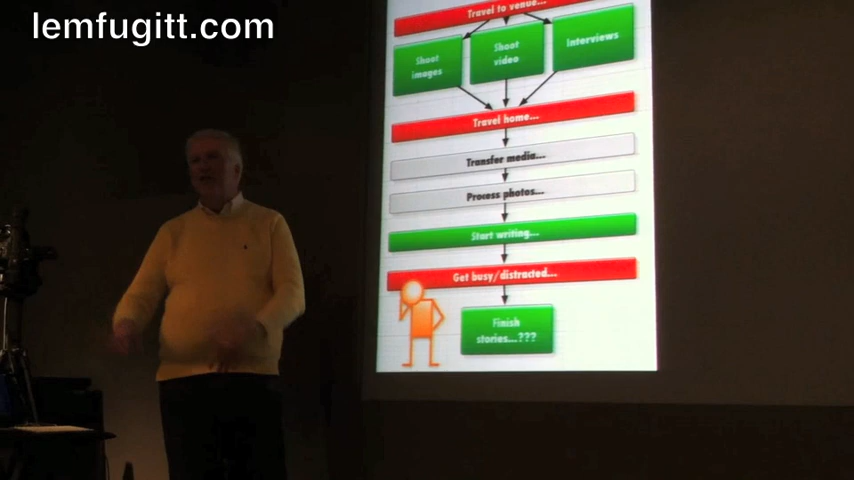 lemfugitt.com
Travel to venue...
Shoot
images
Shoot
video
Interviews
Travel home...
Transfer media...
Process photos...
Start writing...
Get busy/distracted...
Finish
stories...???